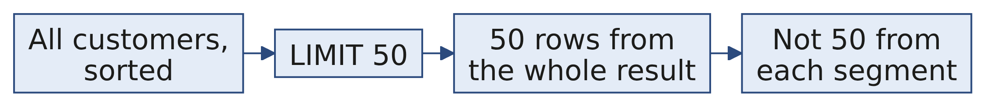 All customers,
sorted
LIMIT 50
50 rows from
the whole result
Not 50 from
each segment